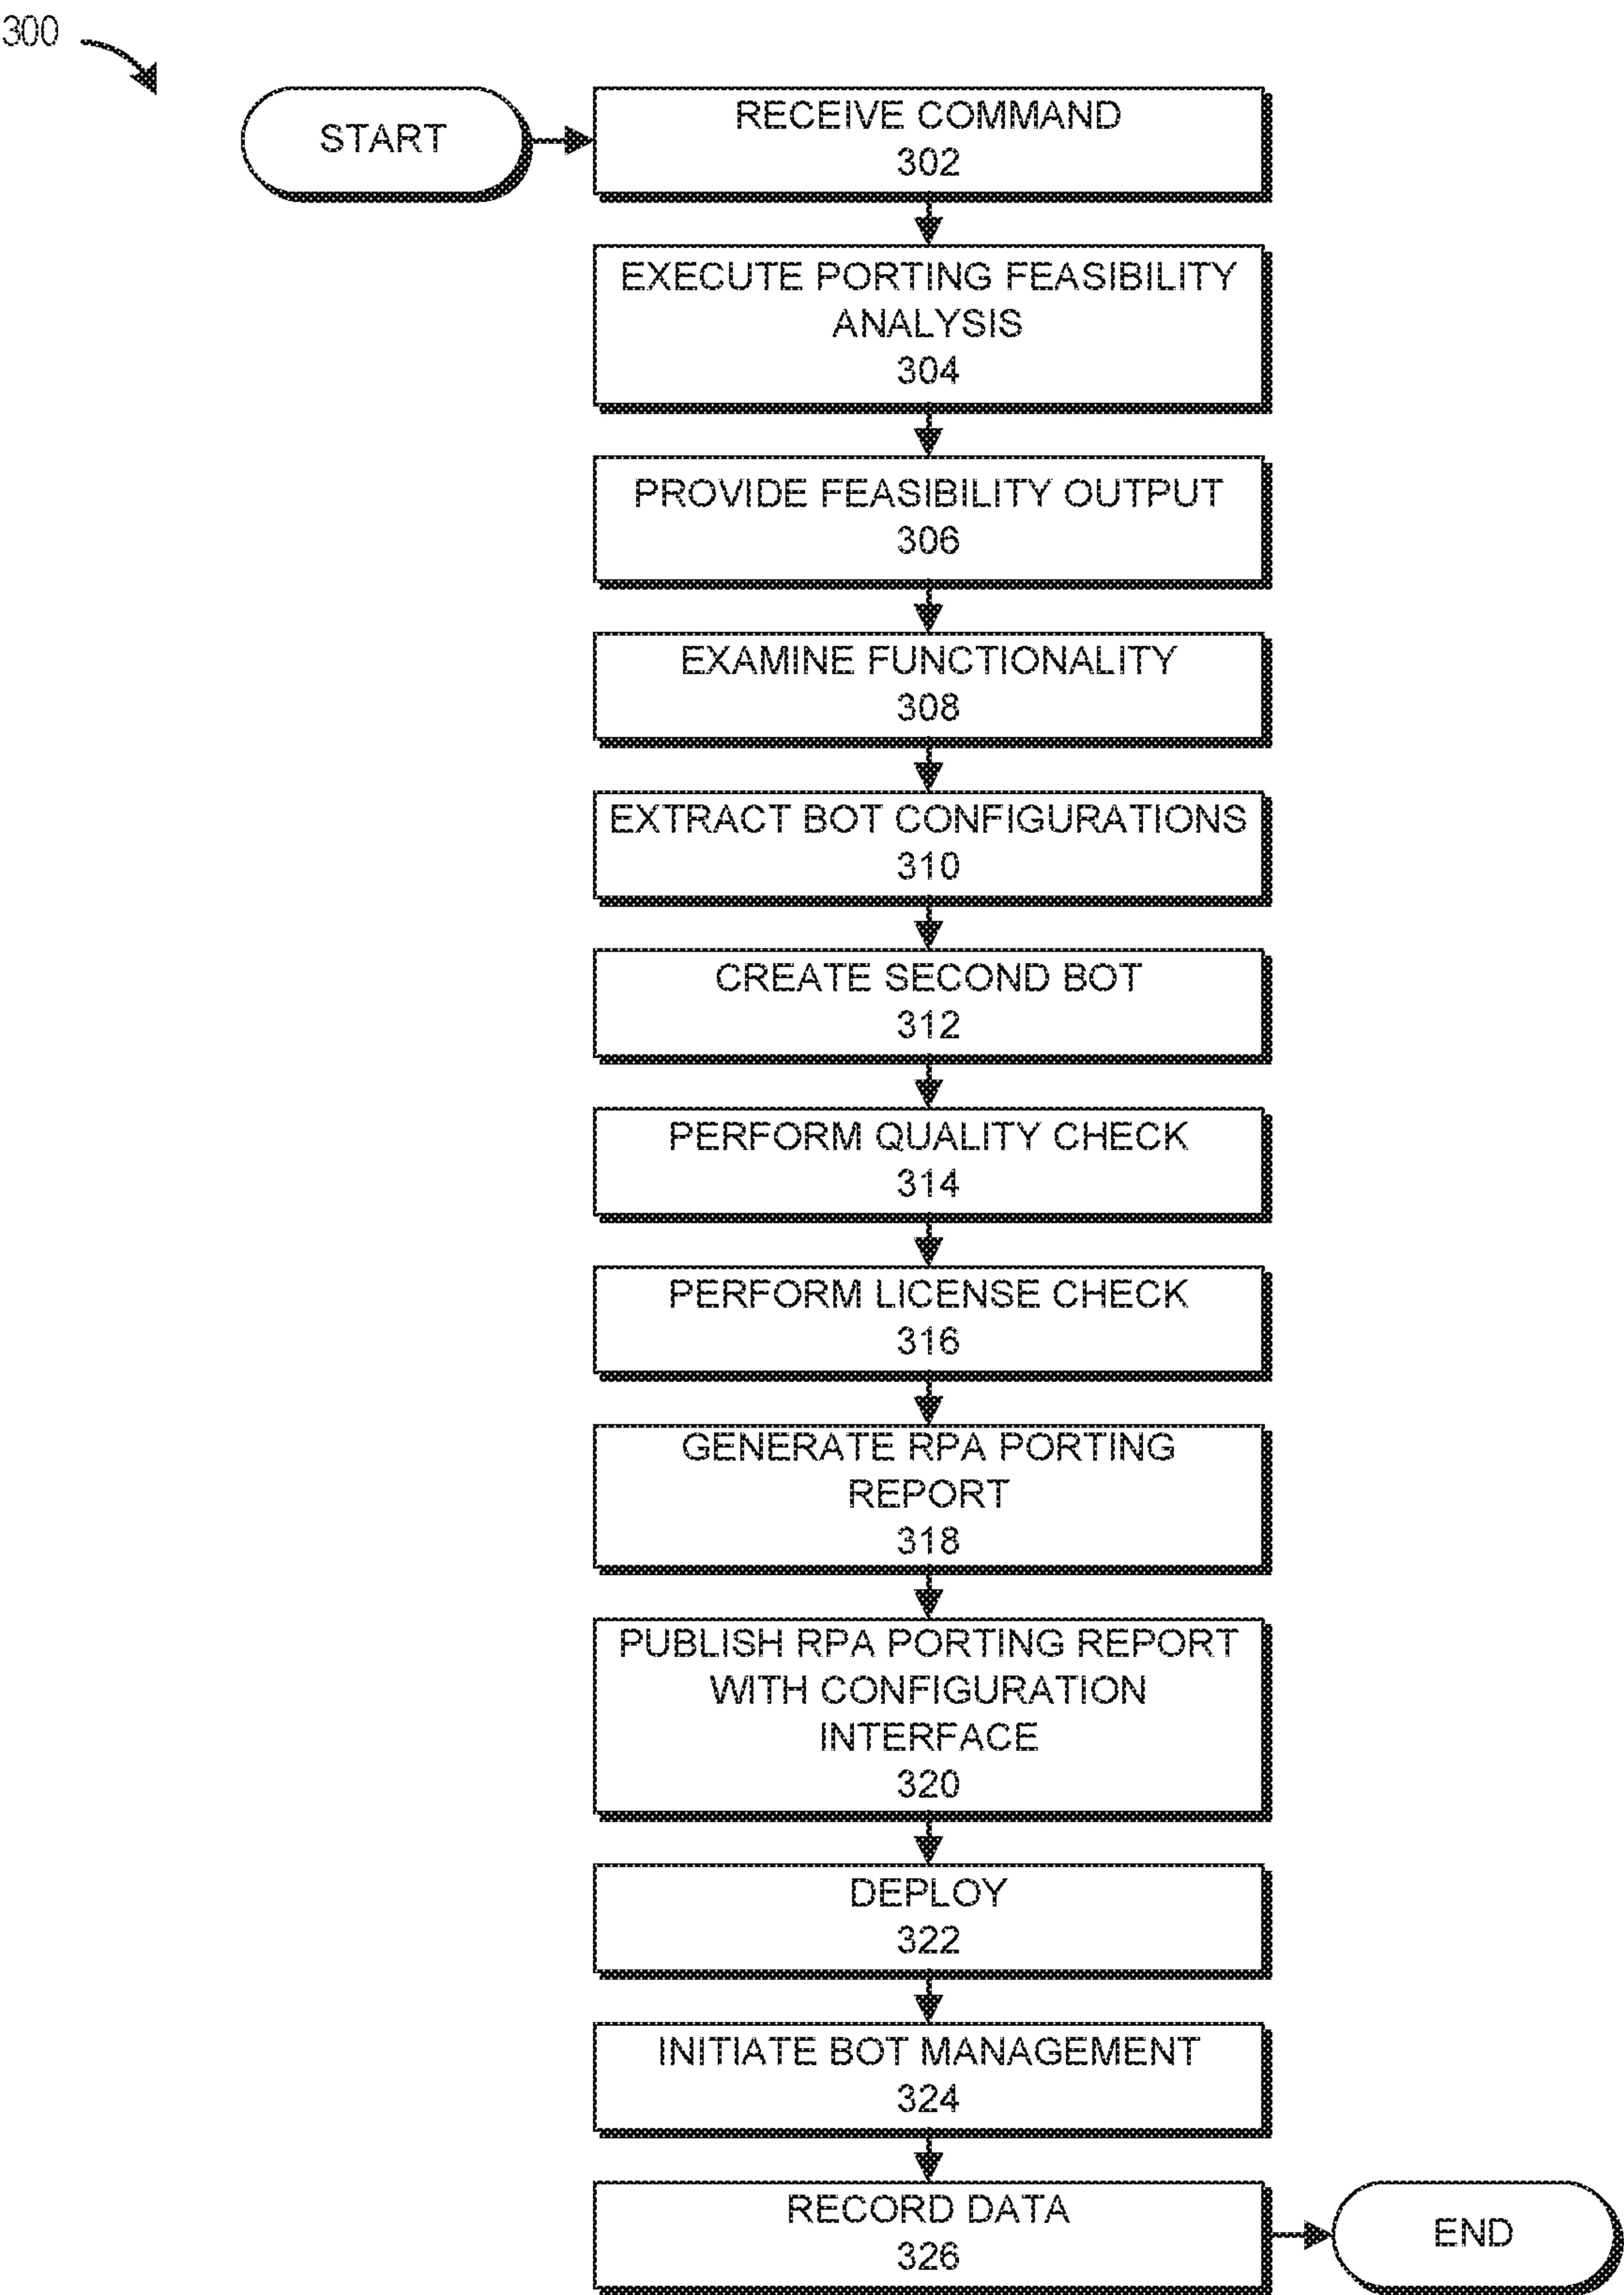 300
START
RECEIVE COMMAND
302
EXECUTE PORTING FEASIBILITY
ANALYSIS
304
PROVIDE FEASIBILITY OUTPUT
306
EXAMINE FUNCTIONALITY
308
EXTRACT BOT CONFIGURATIONS
310
CREATE SECOND BOT
312
PERFORM QUALITY CHECK
314
PERFORM LICENSE CHECK
316
GENERATE RPA PORTING
REPORT
318
PUBLISH RPA PORTING REPORT
WITH CONFIGURATION
INTERFACE
320
DEPLOY
322
INITIATE BOT MANAGEMENT
324
RECORD DATA
326
END